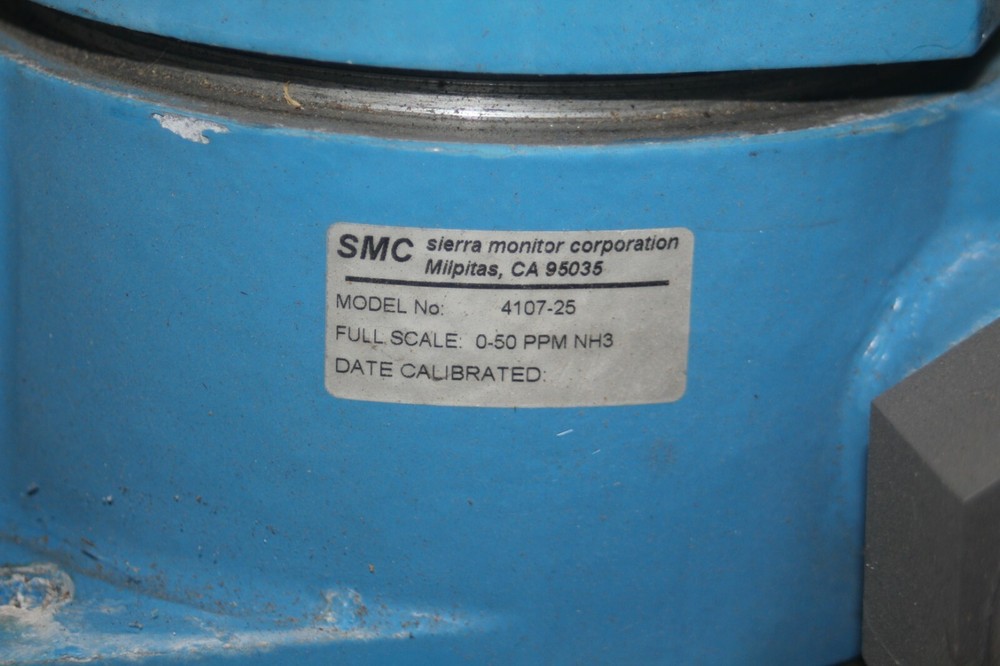 SMC sierra monitor corporation
Milpitas, CA 95035
MODEL No: 4107-25
FULL SCALE: 0-50 PPM NH3
DATE CALIBRATED: